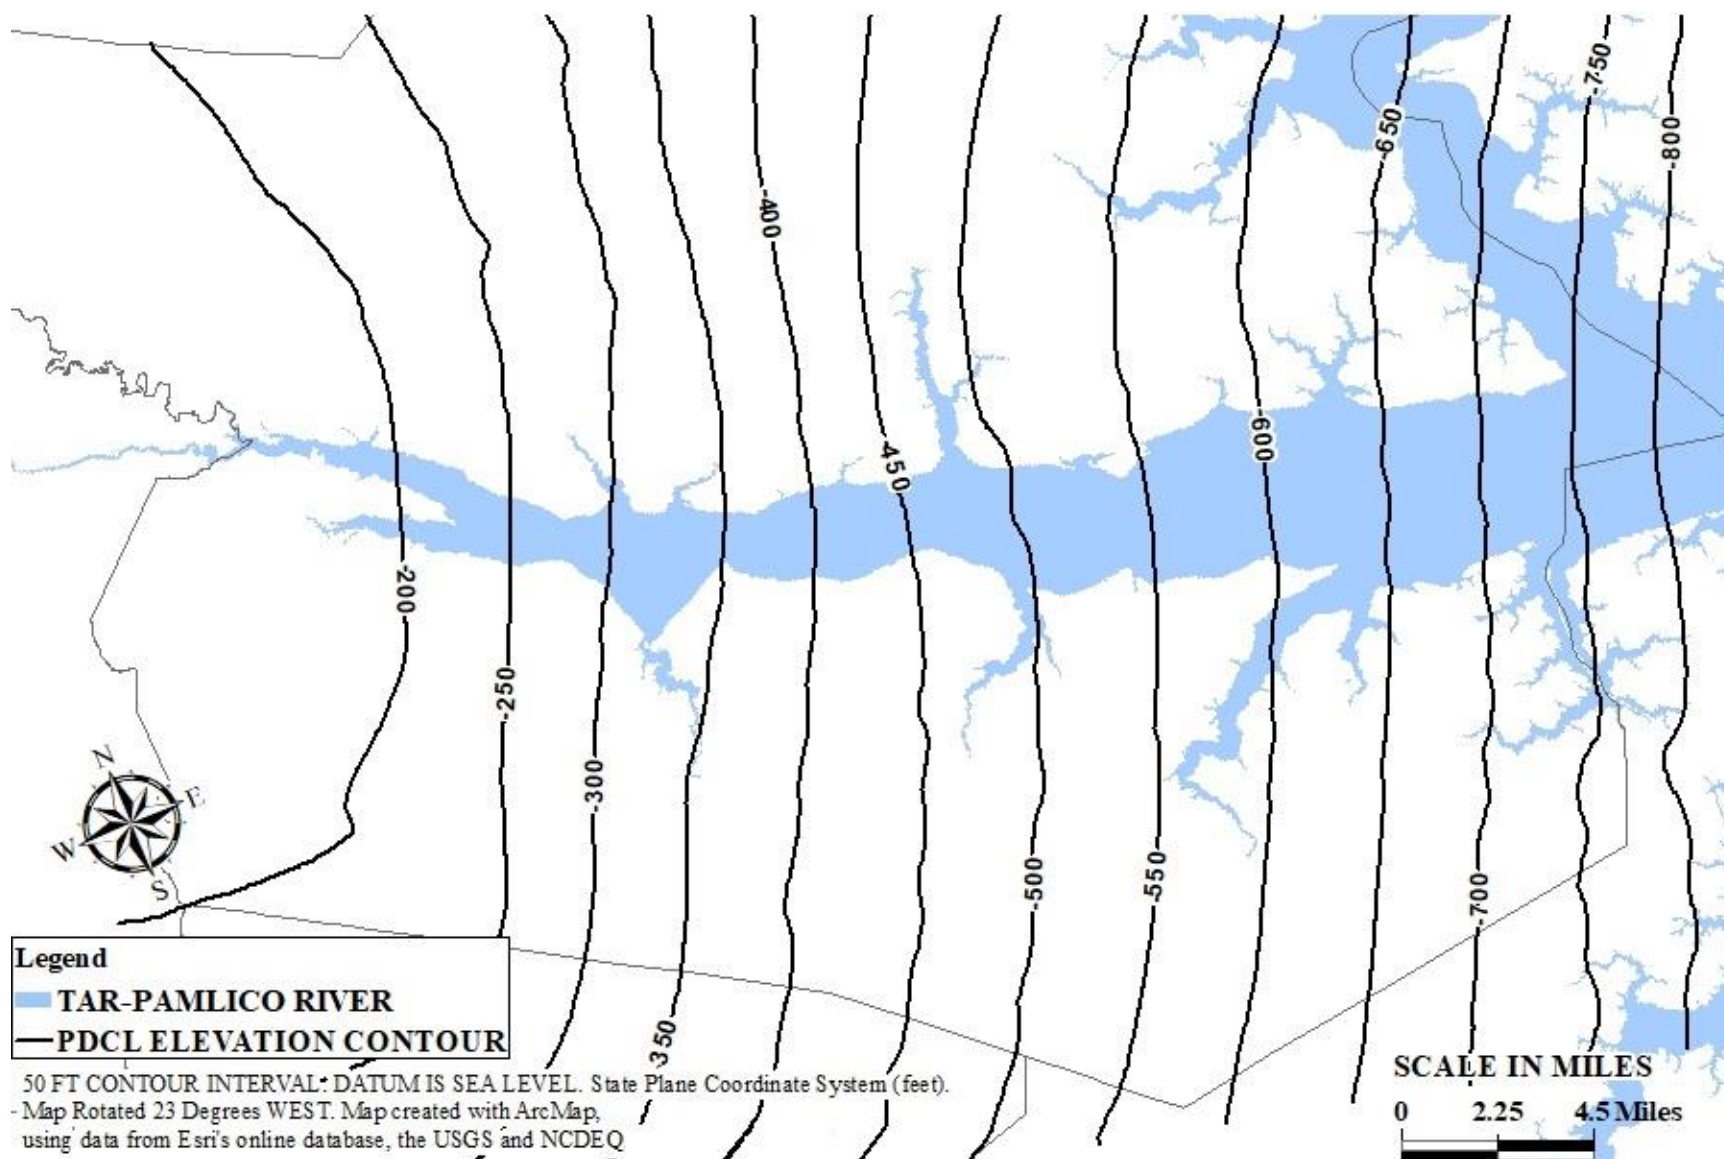 -750
-800
-650
-400
-600
-450
-200
-250
N
E
W
S
-300
-500
-550
-700
-350
Legend
TAR-PAMLICO RIVER
PDCL ELEVATION CONTOUR
50 FT CONTOUR INTERVAL. DATUM IS SEA LEVEL. State Plane Coordinate System (feet).
Map Rotated 23 Degrees WEST. Map created with ArcMap,
using data from Esri's online database, the USGS and NCDEQ
SCALE IN MILES
0 2.25 4.5 Miles